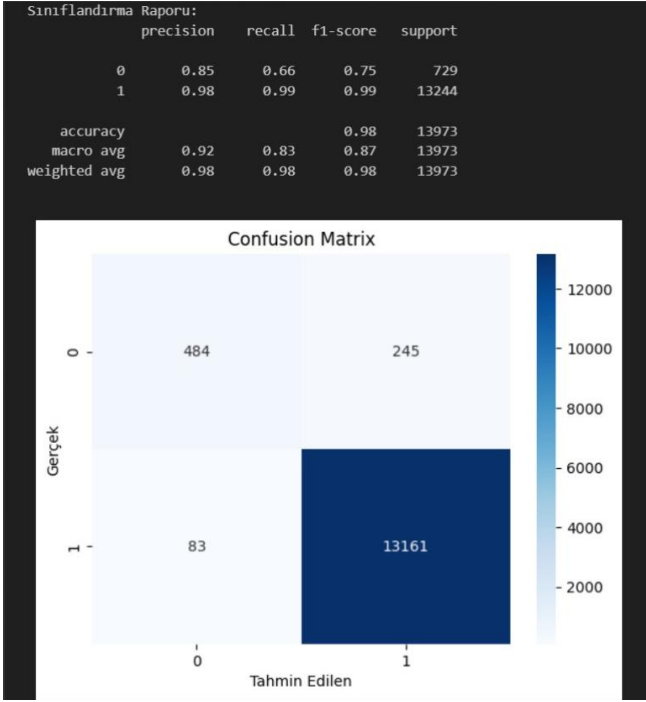 Sınıflandırma Raporu:
precision recall f1-score support
0 0.85 0.66 0.75 729
1 0.98 0.99 0.99 13244
accuracy 0.98 13973
macro avg 0.92 0.83 0.87 13973
weighted avg 0.98 0.98 0.98 13973
Confusion Matrix
12000
10000
8000
6000
4000
2000
Gerçek
0
484 245
1
83 13161
0 1
Tahmin Edilen